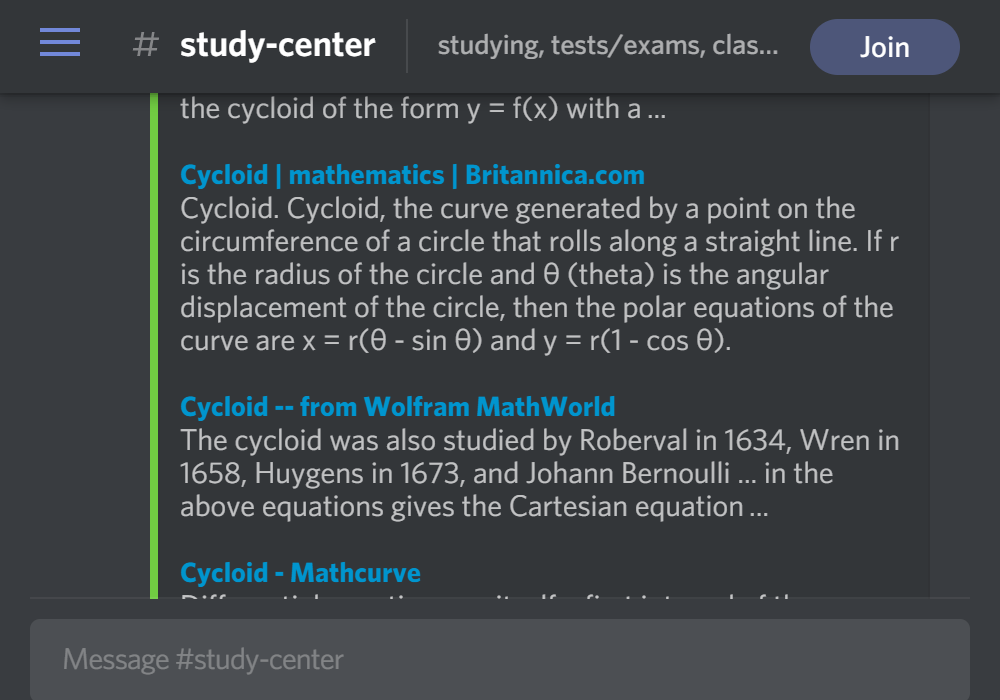 # study-center
studying, tests/exams, clas...
Join
the cycloid of the form y = f(x) with a ...
Cycloid | mathematics | Britannica.com
Cycloid. Cycloid, the curve generated by a point on the
circumference of a circle that rolls along a straight line. If r
is the radius of the circle and θ (theta) is the angular
displacement of the circle, then the polar equations of the
curve are x = r(θ - sin θ) and y = r(1 - cos θ).
Cycloid -- from Wolfram MathWorld
The cycloid was also studied by Roberval in 1634, Wren in
1658, Huygens in 1673, and Johann Bernoulli ... in the
above equations gives the Cartesian equation ...
Cycloid - Mathcurve
Message #study-center